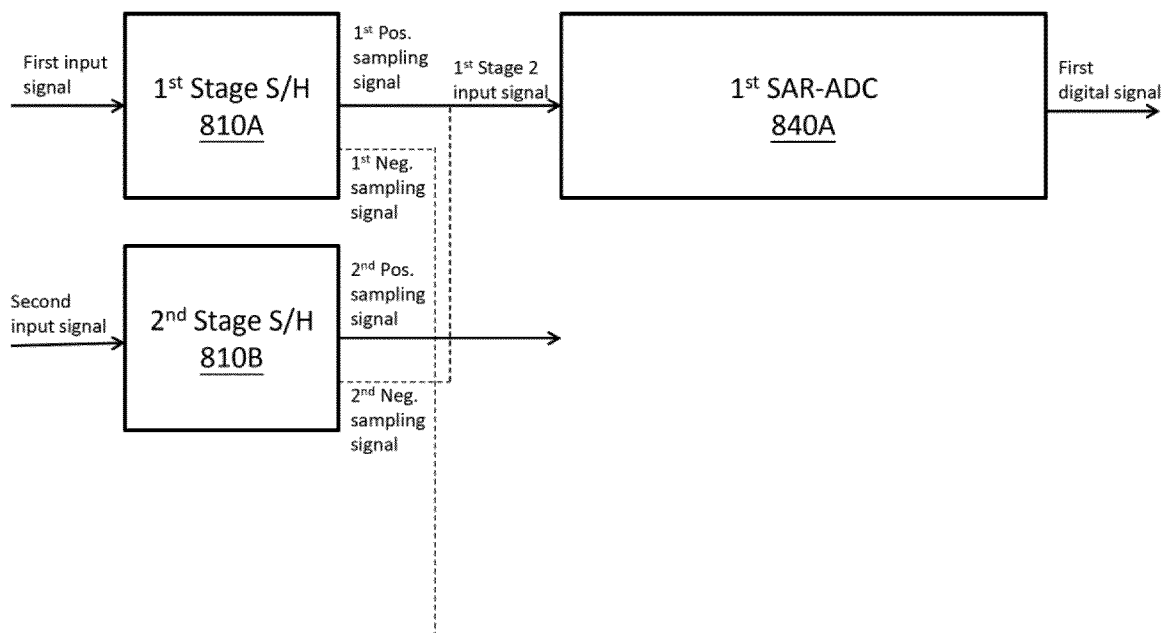 First input
signal
1st Stage S/H
810A
1st Pos.
sampling
signal
1st Stage 2
input signal
1st SAR-ADC
840A
First
digital signal
1st Neg.
sampling
signal
Second
input signal
2nd Stage S/H
810B
2nd Pos.
sampling
signal
2nd Neg.
sampling
signal